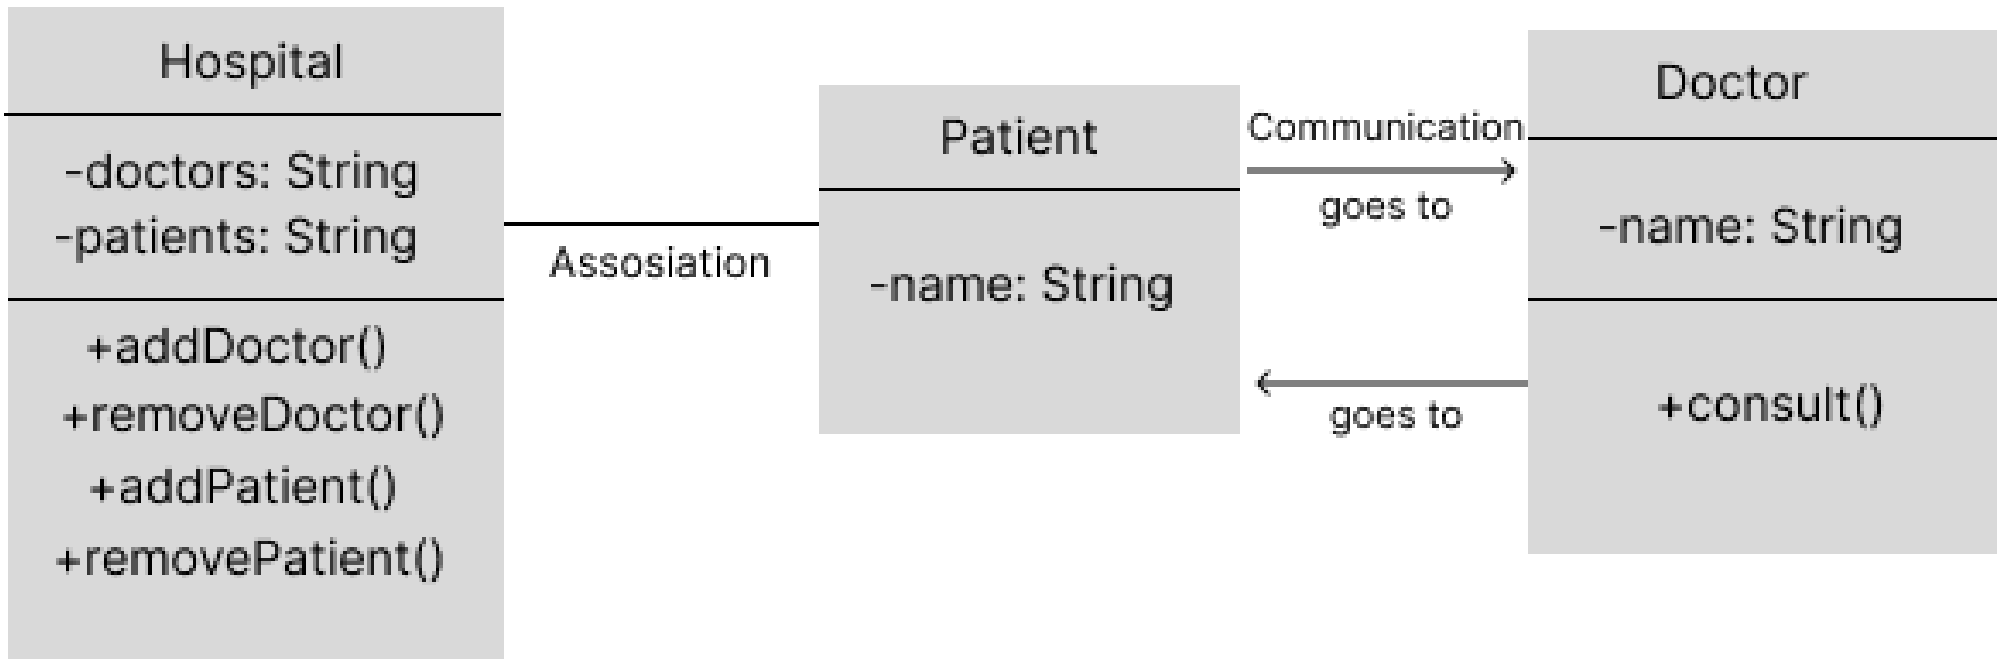 Hospital
-doctors: String
-patients: String
+addDoctor()
+removeDoctor()
+addPatient()
+removePatient()
Assosiation
Patient
-name: String
Communication
goes to
goes to
Doctor
-name: String
+consult()